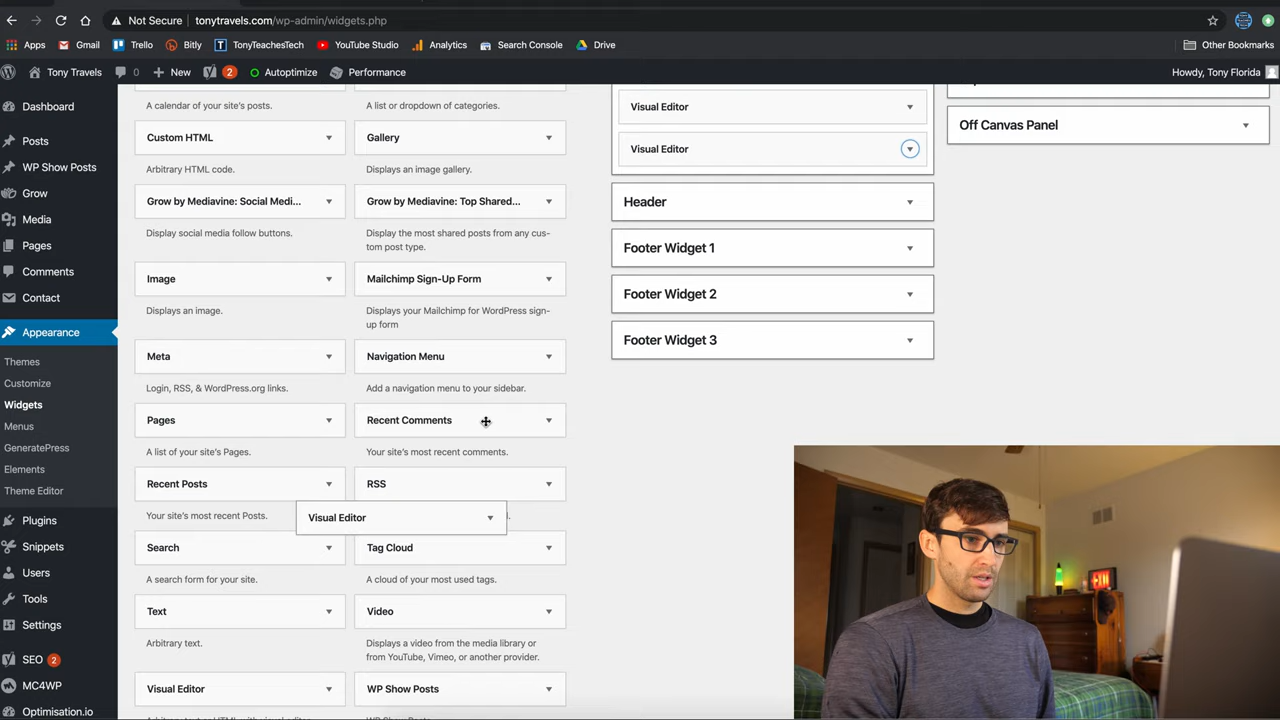 Not Secure tonytravels.com/wp-admin/widgets.php
Apps Gmail Trello Bitly TonyTeachesTech YouTube Studio Analytics Search Console Drive Other Bookmarks
Tony Travels 0 New 2 Autoptimize Performance Howdy, Tony Florida
Dashboard
Posts
WP Show Posts
Grow
Media
Pages
Comments
Contact
Appearance
Themes
Customize
Widgets
Menus
GeneratePress
Elements
Theme Editor
Plugins
Snippets
Users
Tools
Settings
SEO 2
MC4WP
Optimisation.io
A calendar of your site's posts.
A list or dropdown of categories.
Custom HTML
Arbitrary HTML code.
Gallery
Displays an image gallery.
Grow by Mediavine: Social Medi...
Display social media follow buttons.
Grow by Mediavine: Top Shared...
Display the most shared posts from any cus-
tom post type.
Image
Displays an image.
Mailchimp Sign-Up Form
Displays your Mailchimp for WordPress sign-
up form
Meta
Login, RSS, & WordPress.org links.
Navigation Menu
Add a navigation menu to your sidebar.
Pages
A list of your site's Pages.
Recent Comments
Your site's most recent comments.
Recent Posts
Your site's most recent Posts.
RSS
Visual Editor
Search
A search form for your site.
Tag Cloud
A cloud of your most used tags.
Text
Arbitrary text.
Video
Displays a video from the media library or
from YouTube, Vimeo, or another provider.
Visual Editor
WP Show Posts
Visual Editor
Visual Editor
Header
Footer Widget 1
Footer Widget 2
Footer Widget 3
Off Canvas Panel